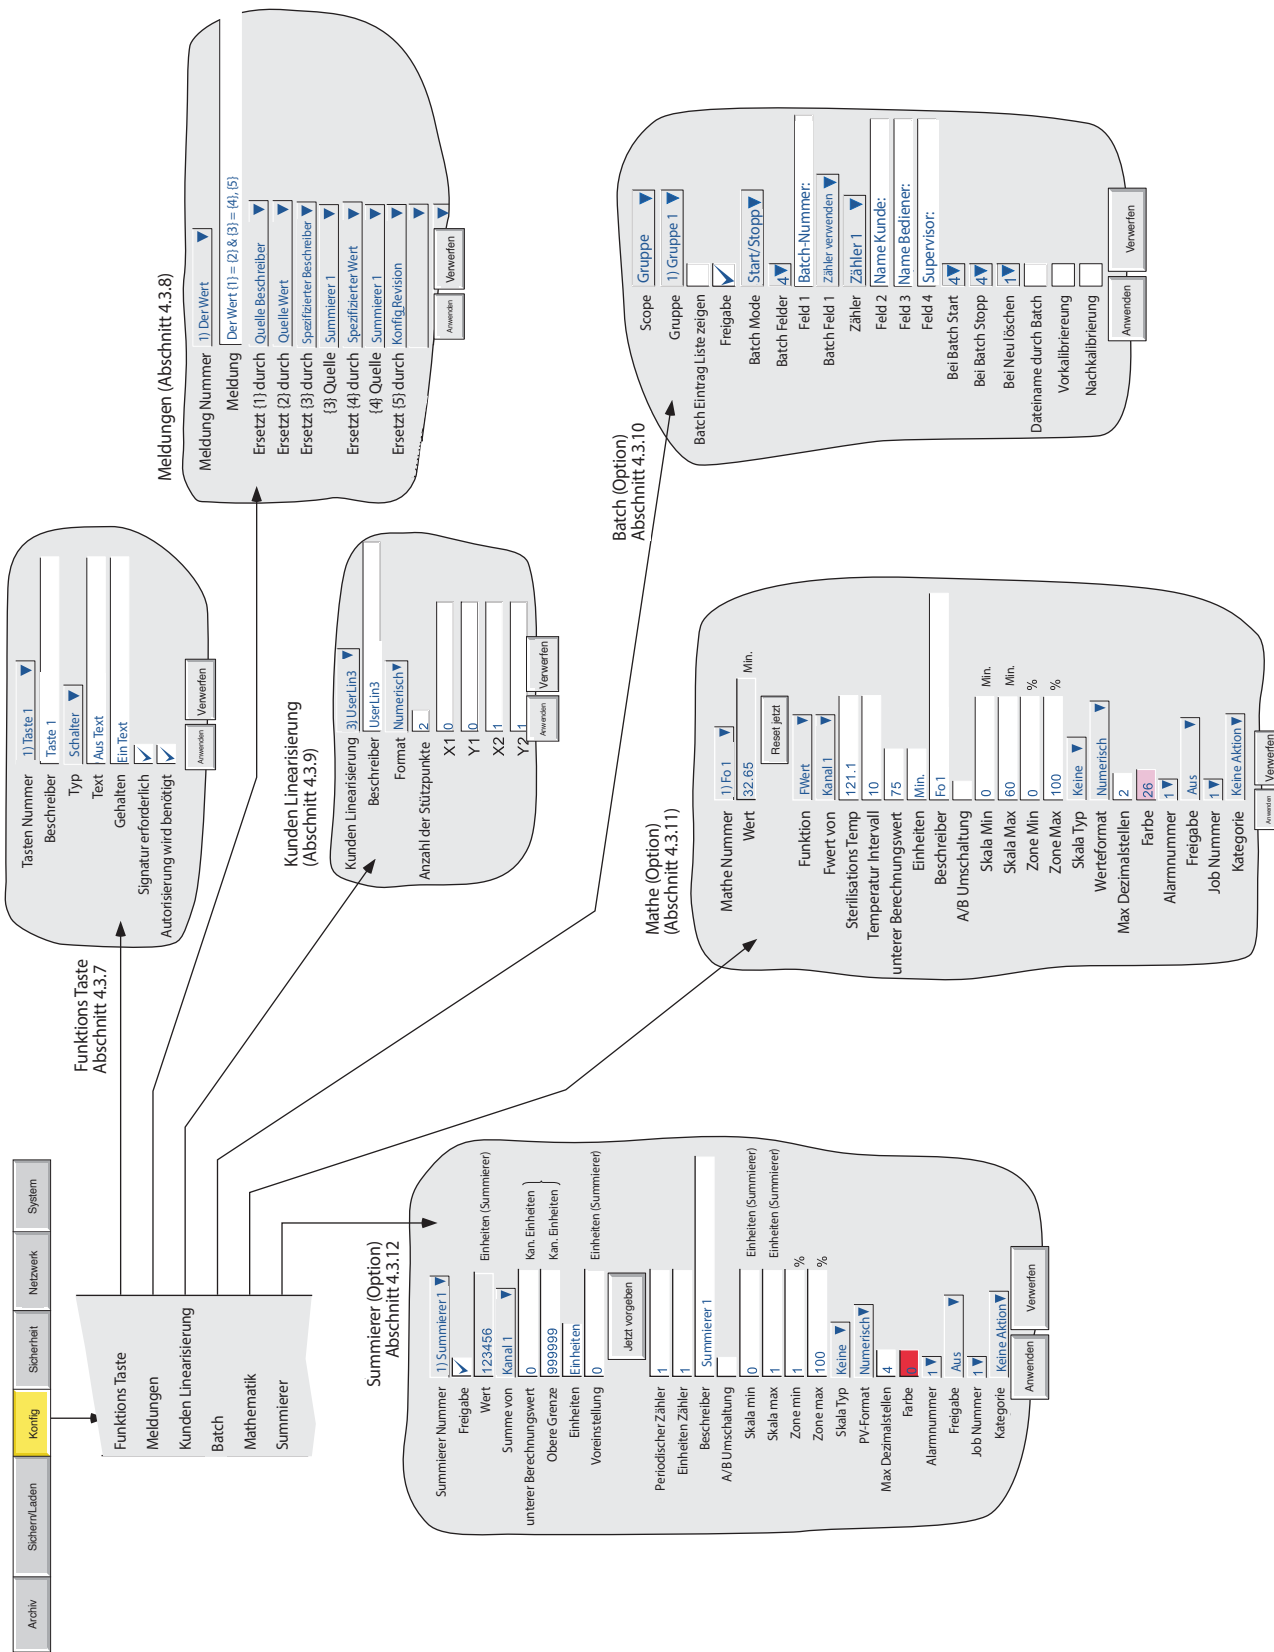 Archiv
Sichern/Laden
Konfig
Sicherheit
Netzwerk
System
Funktions Taste
Meldungen
Kunden Linearisierung
Batch
Mathematik
Summierer
Funktions Taste
Abschnitt 4.3.7
Tasten Nummer 1) Taste 1
Beschreiber Taste 1
Typ Schalter
Text Aus Text
Gehalten Ein Text
Signatur erforderlich
Autorisierung wird benötigt
Anwenden Verwerfen
Meldungen (Abschnitt 4.3.8)
Meldung Nummer 1) Der Wert
Meldung Der Wert {1} = {2} & {3} = {4}, {5}
Ersetzt {1} durch Quelle Beschreiber
Ersetzt {2} durch Quelle Wert
Ersetzt {3} durch Spezifizierter Beschreiber
{3} Quelle Summierer 1
Ersetzt {4} durch Spezifizierter Wert
{4} Quelle Summierer 1
Ersetzt {5} durch Konfig Revision
Anwenden Verwerfen
Kunden Linearisierung
(Abschnitt 4.3.9)
Kunden Linearisierung 3) UserLin3
Beschreiber UserLin3
Format Numerisch
Anzahl der Stützpunkte 2
X1 0
Y1 0
X2 1
Y2 1
Anwenden Verwerfen
Batch (Option)
Abschnitt 4.3.10
Scope Gruppe
Gruppe 1) Gruppe 1
Batch Eintrag Liste zeigen
Freigabe
Batch Mode Start/Stopp
Batch Felder 4
Feld 1 Batch-Nummer:
Batch Feld 1 Zähler verwenden
Zähler Zähler 1
Feld 2 Name Kunde:
Feld 3 Name Bediener:
Feld 4 Supervisor:
Bei Batch Start 4
Bei Batch Stopp 4
Bei Neu löschen 1
Dateiname durch Batch
Vorkalibriereung
Nachkalibrierung
Anwenden Verwerfen
Mathe (Option)
(Abschnitt 4.3.11)
Mathe Nummer 1) Fo 1
Wert 32.65 Min.
Reset jetzt
Funktion FWert
Fwert von Kanal 1
Sterilisations Temp 121.1
Temperatur Intervall 10
unterer Berechnungswert 75
Einheiten Min.
Beschreiber Fo 1
A/B Umschaltung
Skala Min 0 Min.
Skala Max 60 Min.
Zone Min 0 %
Zone Max 100 %
Skala Typ Keine
Werteformat Numerisch
Max Dezimalstellen 2
Farbe 26
Alarmnummer 1
Freigabe Aus
Job Nummer 1
Kategorie Keine Aktion
Anwenden Verwerfen
Summierer (Option)
Abschnitt 4.3.12
Summierer Nummer 1) Summierer 1
Freigabe
Wert 123456 Einheiten (Summierer)
Summe von Kanal 1
unterer Berechnungswert 0 Kan. Einheiten
Obere Grenze 999999 Kan. Einheiten
Einheiten Einheiten
Voreinstellung 0 Einheiten (Summierer)
Jetzt vorgeben
Periodischer Zähler 1
Einheiten Zähler 1
Beschreiber Summierer 1
A/B Umschaltung
Skala min 0 Einheiten (Summierer)
Skala max 1 Einheiten (Summierer)
Zone min 1 %
Zone max 100 %
Skala Typ Keine
PV-Format Numerisch
Max Dezimalstellen 4
Farbe 0
Alarmnummer 1
Freigabe Aus
Job Nummer 1
Kategorie Keine Aktion
Anwenden Verwerfen